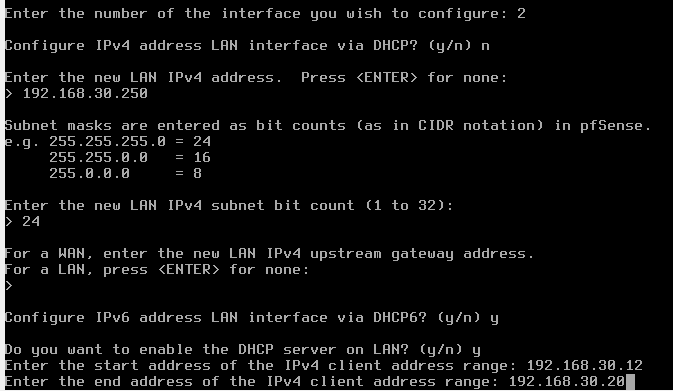 Enter the number of the interface you wish to configure: 2
Configure IPv4 address LAN interface via DHCP? (y/n) n
Enter the new LAN IPv4 address.  Press <ENTER> for none:
> 192.168.30.250
Subnet masks are entered as bit counts (as in CIDR notation) in pfSense.
e.g. 255.255.255.0 = 24
     255.255.0.0   = 16
     255.0.0.0     = 8
Enter the new LAN IPv4 subnet bit count (1 to 32):
> 24
For a WAN, enter the new LAN IPv4 upstream gateway address.
For a LAN, press <ENTER> for none:
>
Configure IPv6 address LAN interface via DHCP6? (y/n) y
Do you want to enable the DHCP server on LAN? (y/n) y
Enter the start address of the IPv4 client address range: 192.168.30.12
Enter the end address of the IPv4 client address range: 192.168.30.20